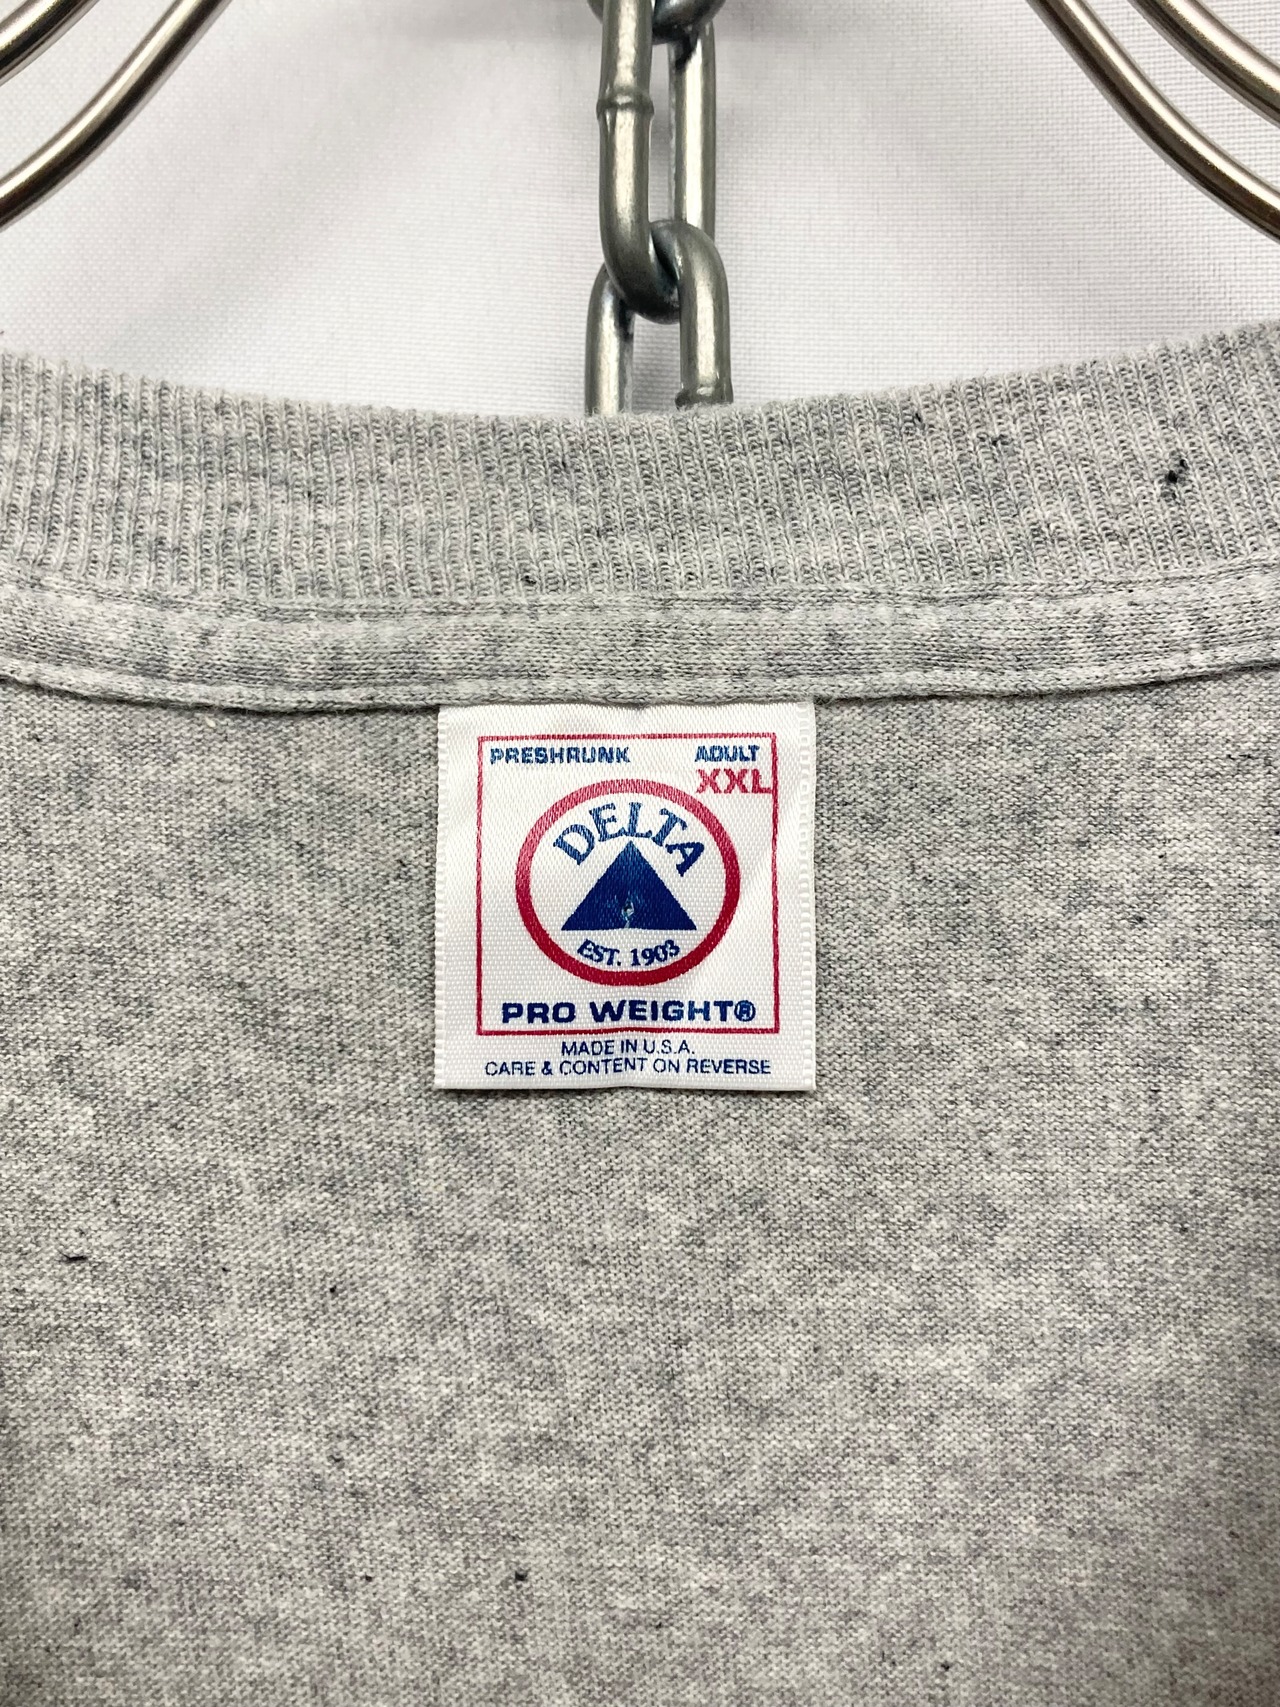 PRESHRUNK ADULT
XXL
DELTA
EST. 1903
PRO WEIGHT®
MADE IN U.S.A.
CARE & CONTENT ON REVERSE